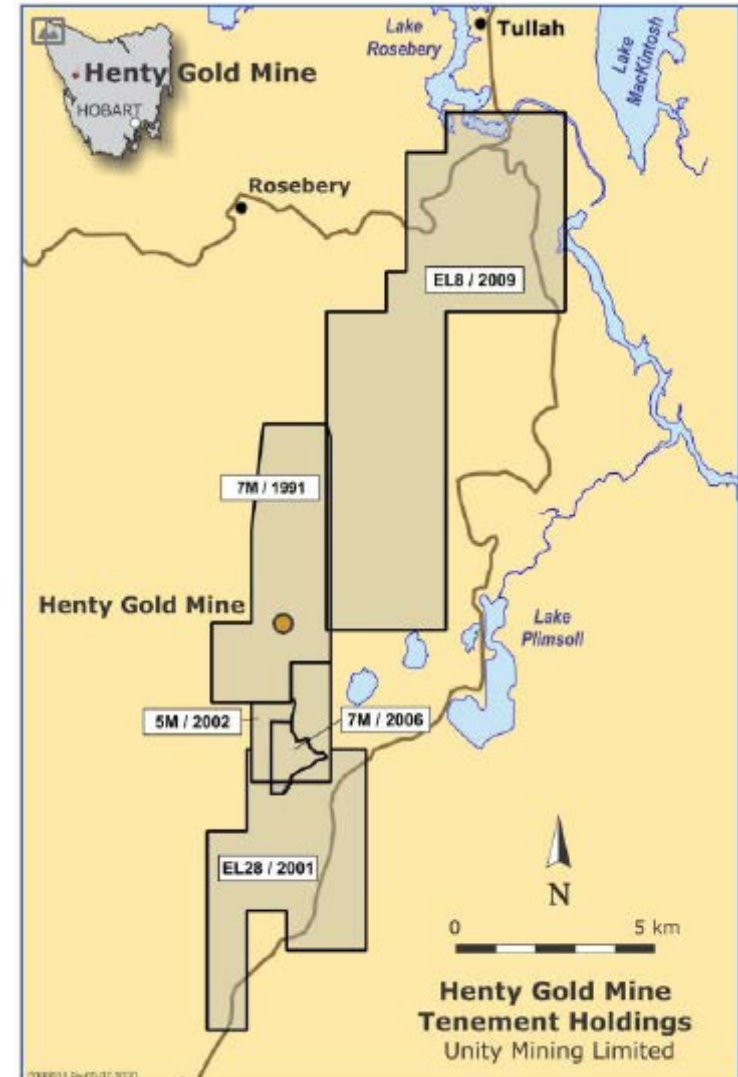 Lake
Rosebery
Tullah
Lake
MacKintosh
Henty Gold Mine
HOBART
Rosebery
EL8 / 2009
7M / 1991
Henty Gold Mine
Lake
Plimsoll
5M / 2002
7M / 2006
EL28 / 2001
N
0
5 km
Henty Gold Mine
Tenement Holdings
Unity Mining Limited